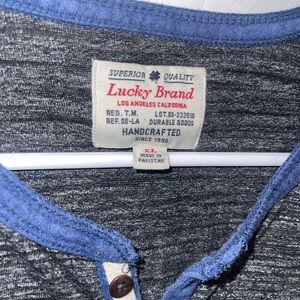 SUPERIOR QUALITY
Lucky Brand
LOS ANGELES CALIFORNIA
REG. T.M. LOT.90-233510
REF. DB-LA DURABLE GOODS
HANDCRAFTED
SINCE 1990
XL
MADE IN
PAKISTAN